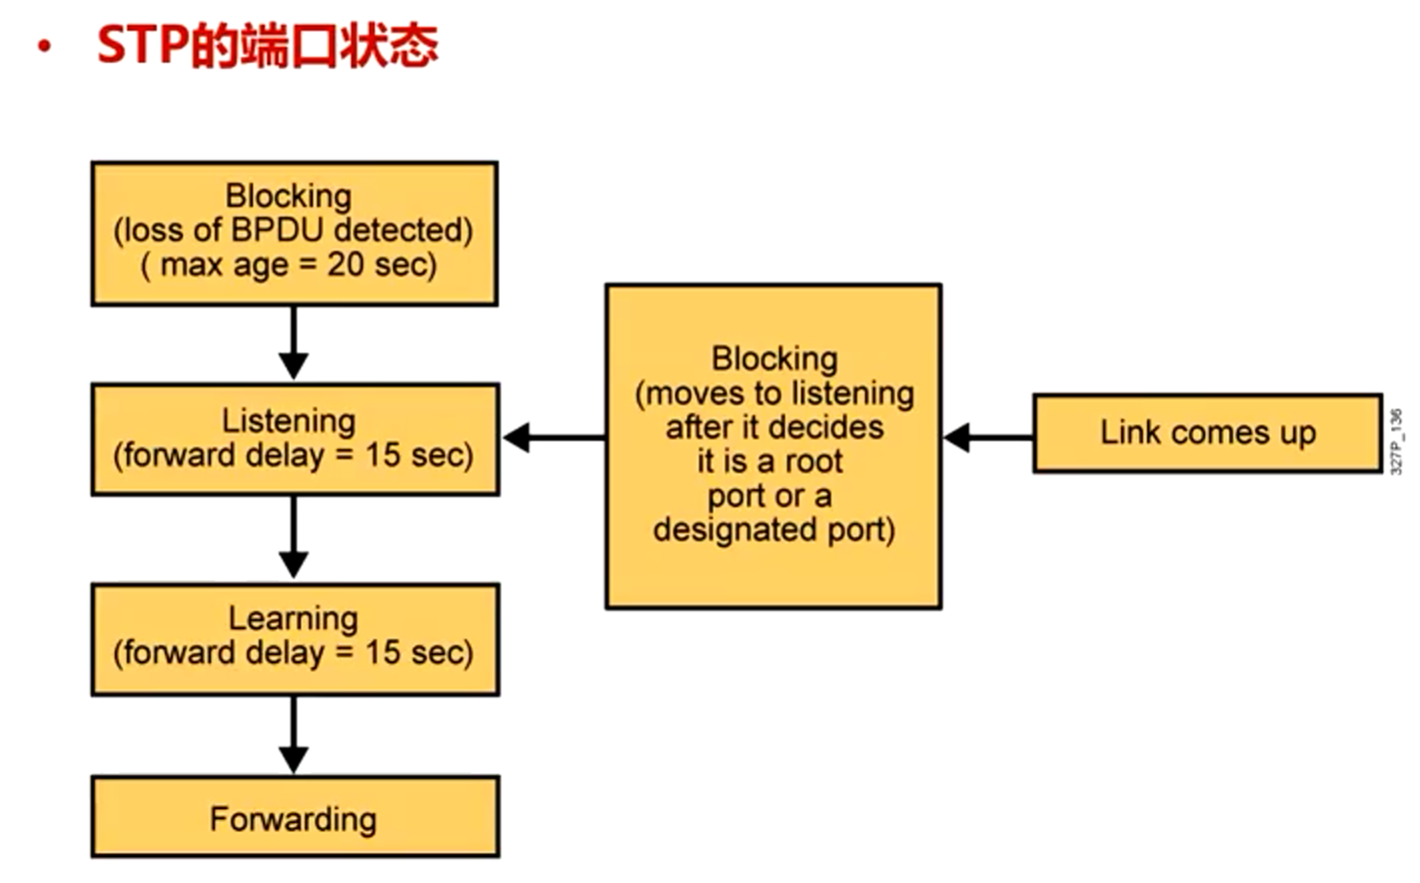 • STP的端口状态
Blocking
(loss of BPDU detected)
( max age = 20 sec)
Listening
(forward delay = 15 sec)
Learning
(forward delay = 15 sec)
Forwarding
Blocking
(moves to listening
after it decides
it is a root
port or a
designated port)
Link comes up
327P_136